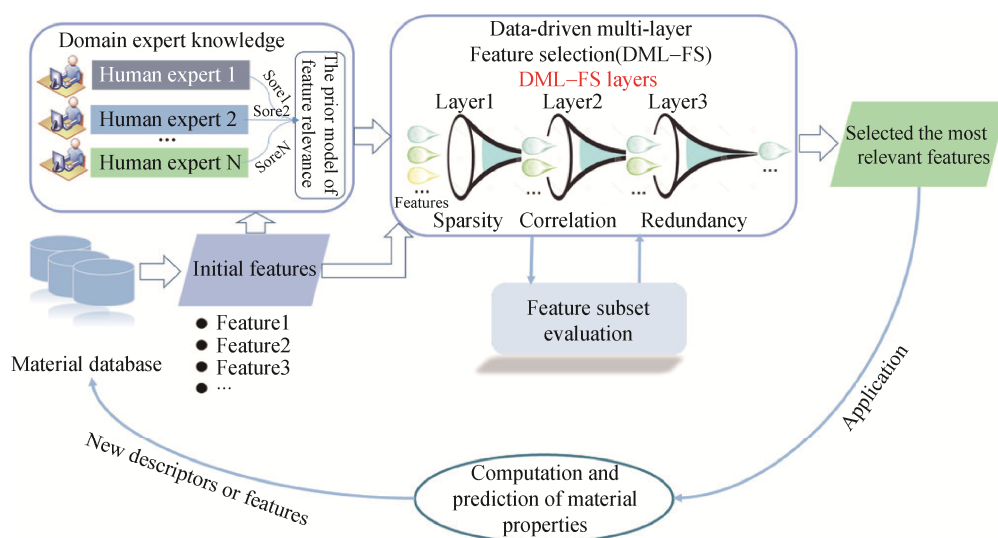 Domain expert knowledge
Human expert 1
Human expert 2
...
Human expert N
Sore1
Sore2
SoreN
The prior model of
feature relevance
Data-driven multi-layer
Feature selection(DML−FS)
DML−FS layers
Layer1
Layer2
Layer3
...
Features
...
...
Sparsity
Correlation
Redundancy
Selected the most
relevant features
Initial features
Feature1
Feature2
Feature3
...
Material database
Feature subset
evaluation
Application
Computation and
prediction of material
properties
New descriptors or features